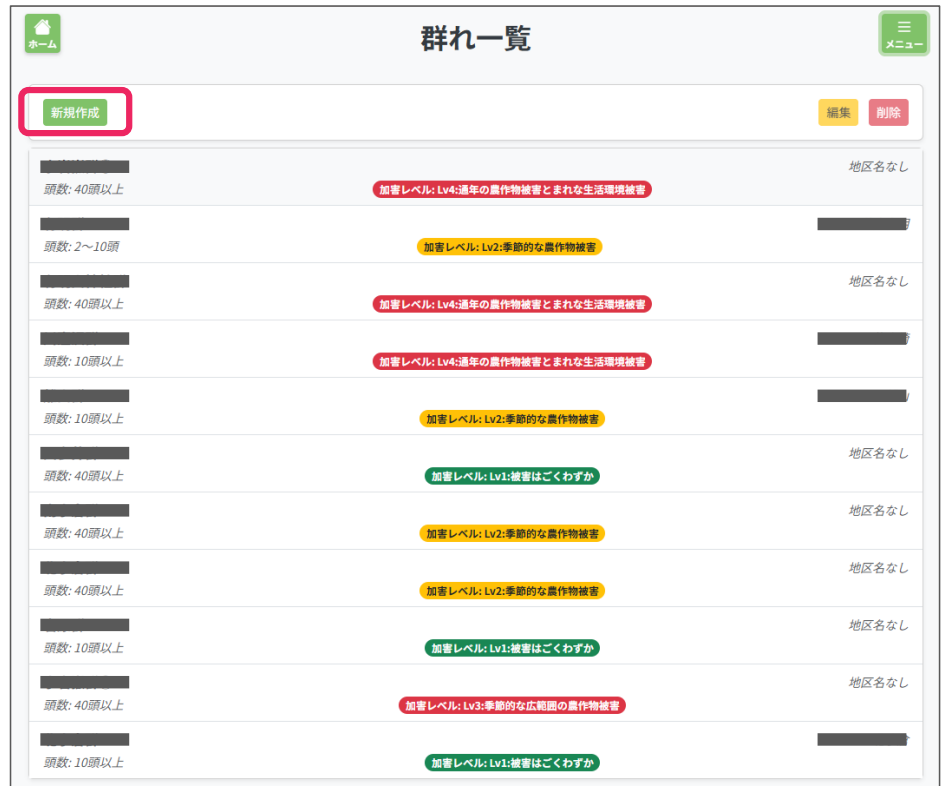 ホーム
群れ一覧
メニュー
新規作成
編集 削除
地区名なし
頭数: 40頭以上
加害レベル: Lv4:通年の農作物被害とまれな生活環境被害
頭数: 2～10頭
加害レベル: Lv2:季節的な農作物被害
地区名なし
頭数: 40頭以上
加害レベル: Lv4:通年の農作物被害とまれな生活環境被害
頭数: 10頭以上
加害レベル: Lv4:通年の農作物被害とまれな生活環境被害
頭数: 10頭以上
加害レベル: Lv2:季節的な農作物被害
地区名なし
頭数: 40頭以上
加害レベル: Lv1:被害はごくわずか
地区名なし
頭数: 40頭以上
加害レベル: Lv2:季節的な農作物被害
地区名なし
頭数: 40頭以上
加害レベル: Lv2:季節的な農作物被害
地区名なし
頭数: 10頭以上
加害レベル: Lv1:被害はごくわずか
地区名なし
頭数: 40頭以上
加害レベル: Lv3:季節的な広範囲の農作物被害
頭数: 10頭以上
加害レベル: Lv1:被害はごくわずか